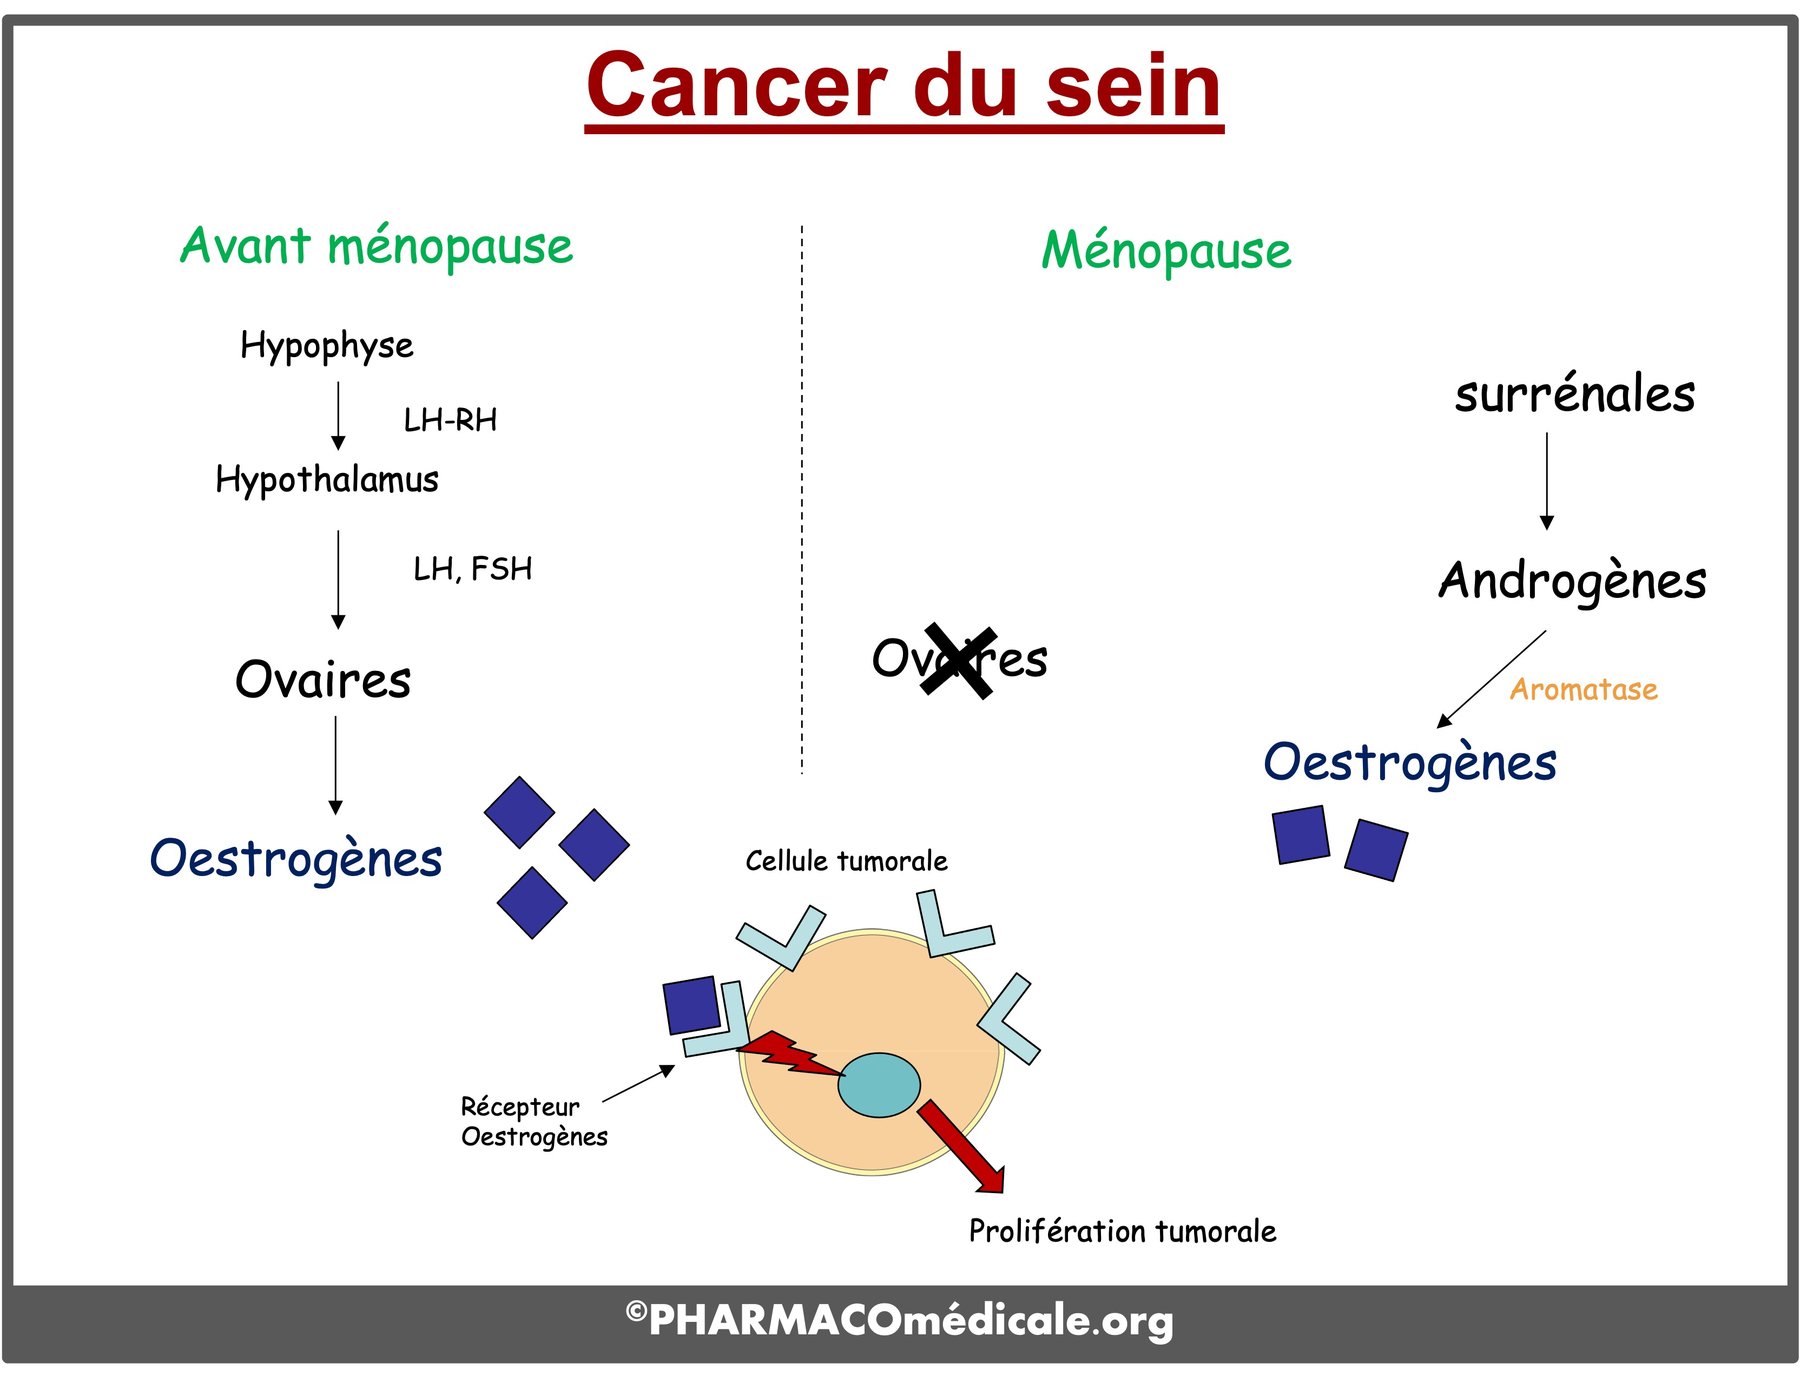 Cancer du sein
Avant ménopause
Hypophyse
LH-RH
Hypothalamus
LH, FSH
Ovaires
Oestrogènes
Ménopause
surrénales
Androgènes
Aromatase
Ovaires
Oestrogènes
Cellule tumorale
Récepteur
Oestrogènes
Prolifération tumorale
©PHARMACOmédicale.org